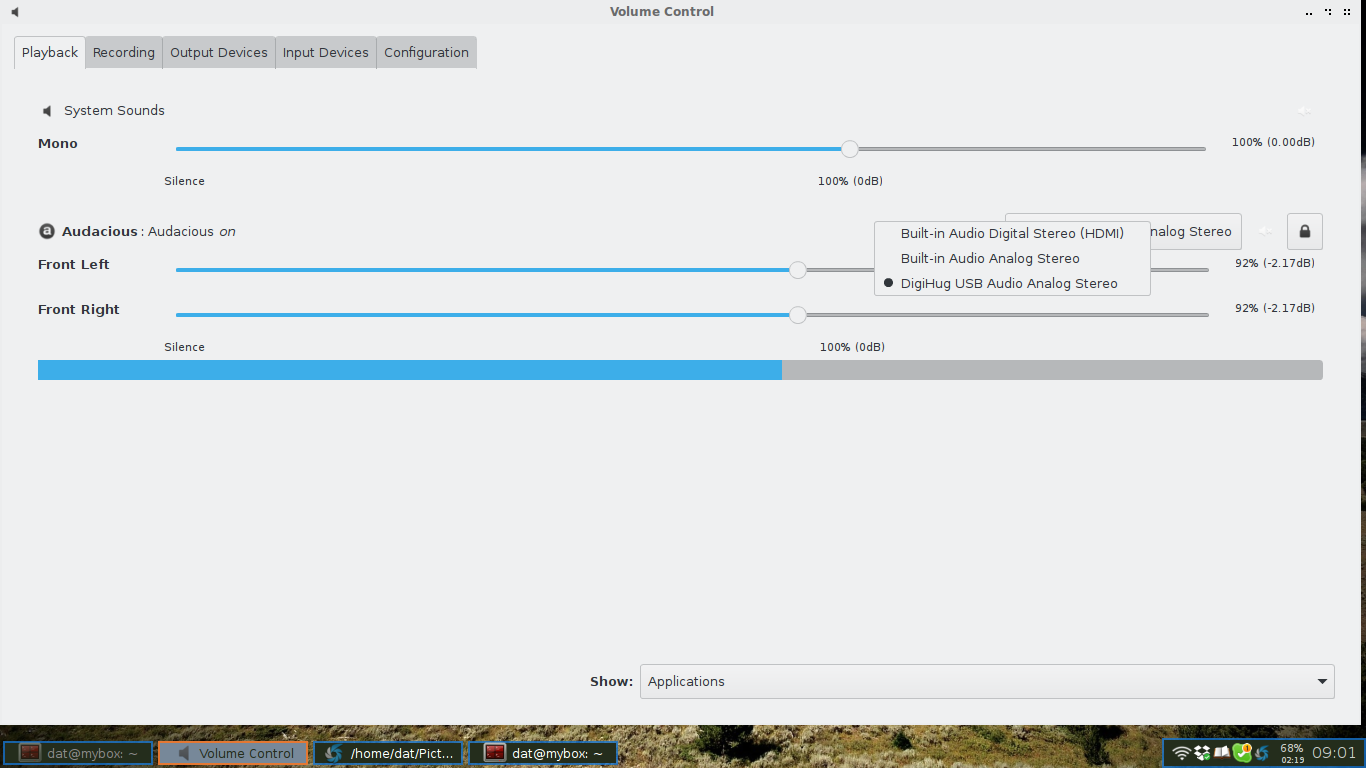 Volume Control
Playback Recording Output Devices Input Devices Configuration
System Sounds
Mono
100% (0.00dB)
Silence 100% (0dB)
Audacious : Audacious on
nalog Stereo
Built-in Audio Digital Stereo (HDMI)
Built-in Audio Analog Stereo
DigiHug USB Audio Analog Stereo
Front Left
92% (-2.17dB)
Front Right
92% (-2.17dB)
Silence 100% (0dB)
Show: Applications
dat@mybox: ~ Volume Control /home/dat/Pict... dat@mybox: ~
68%
02:19
09:01